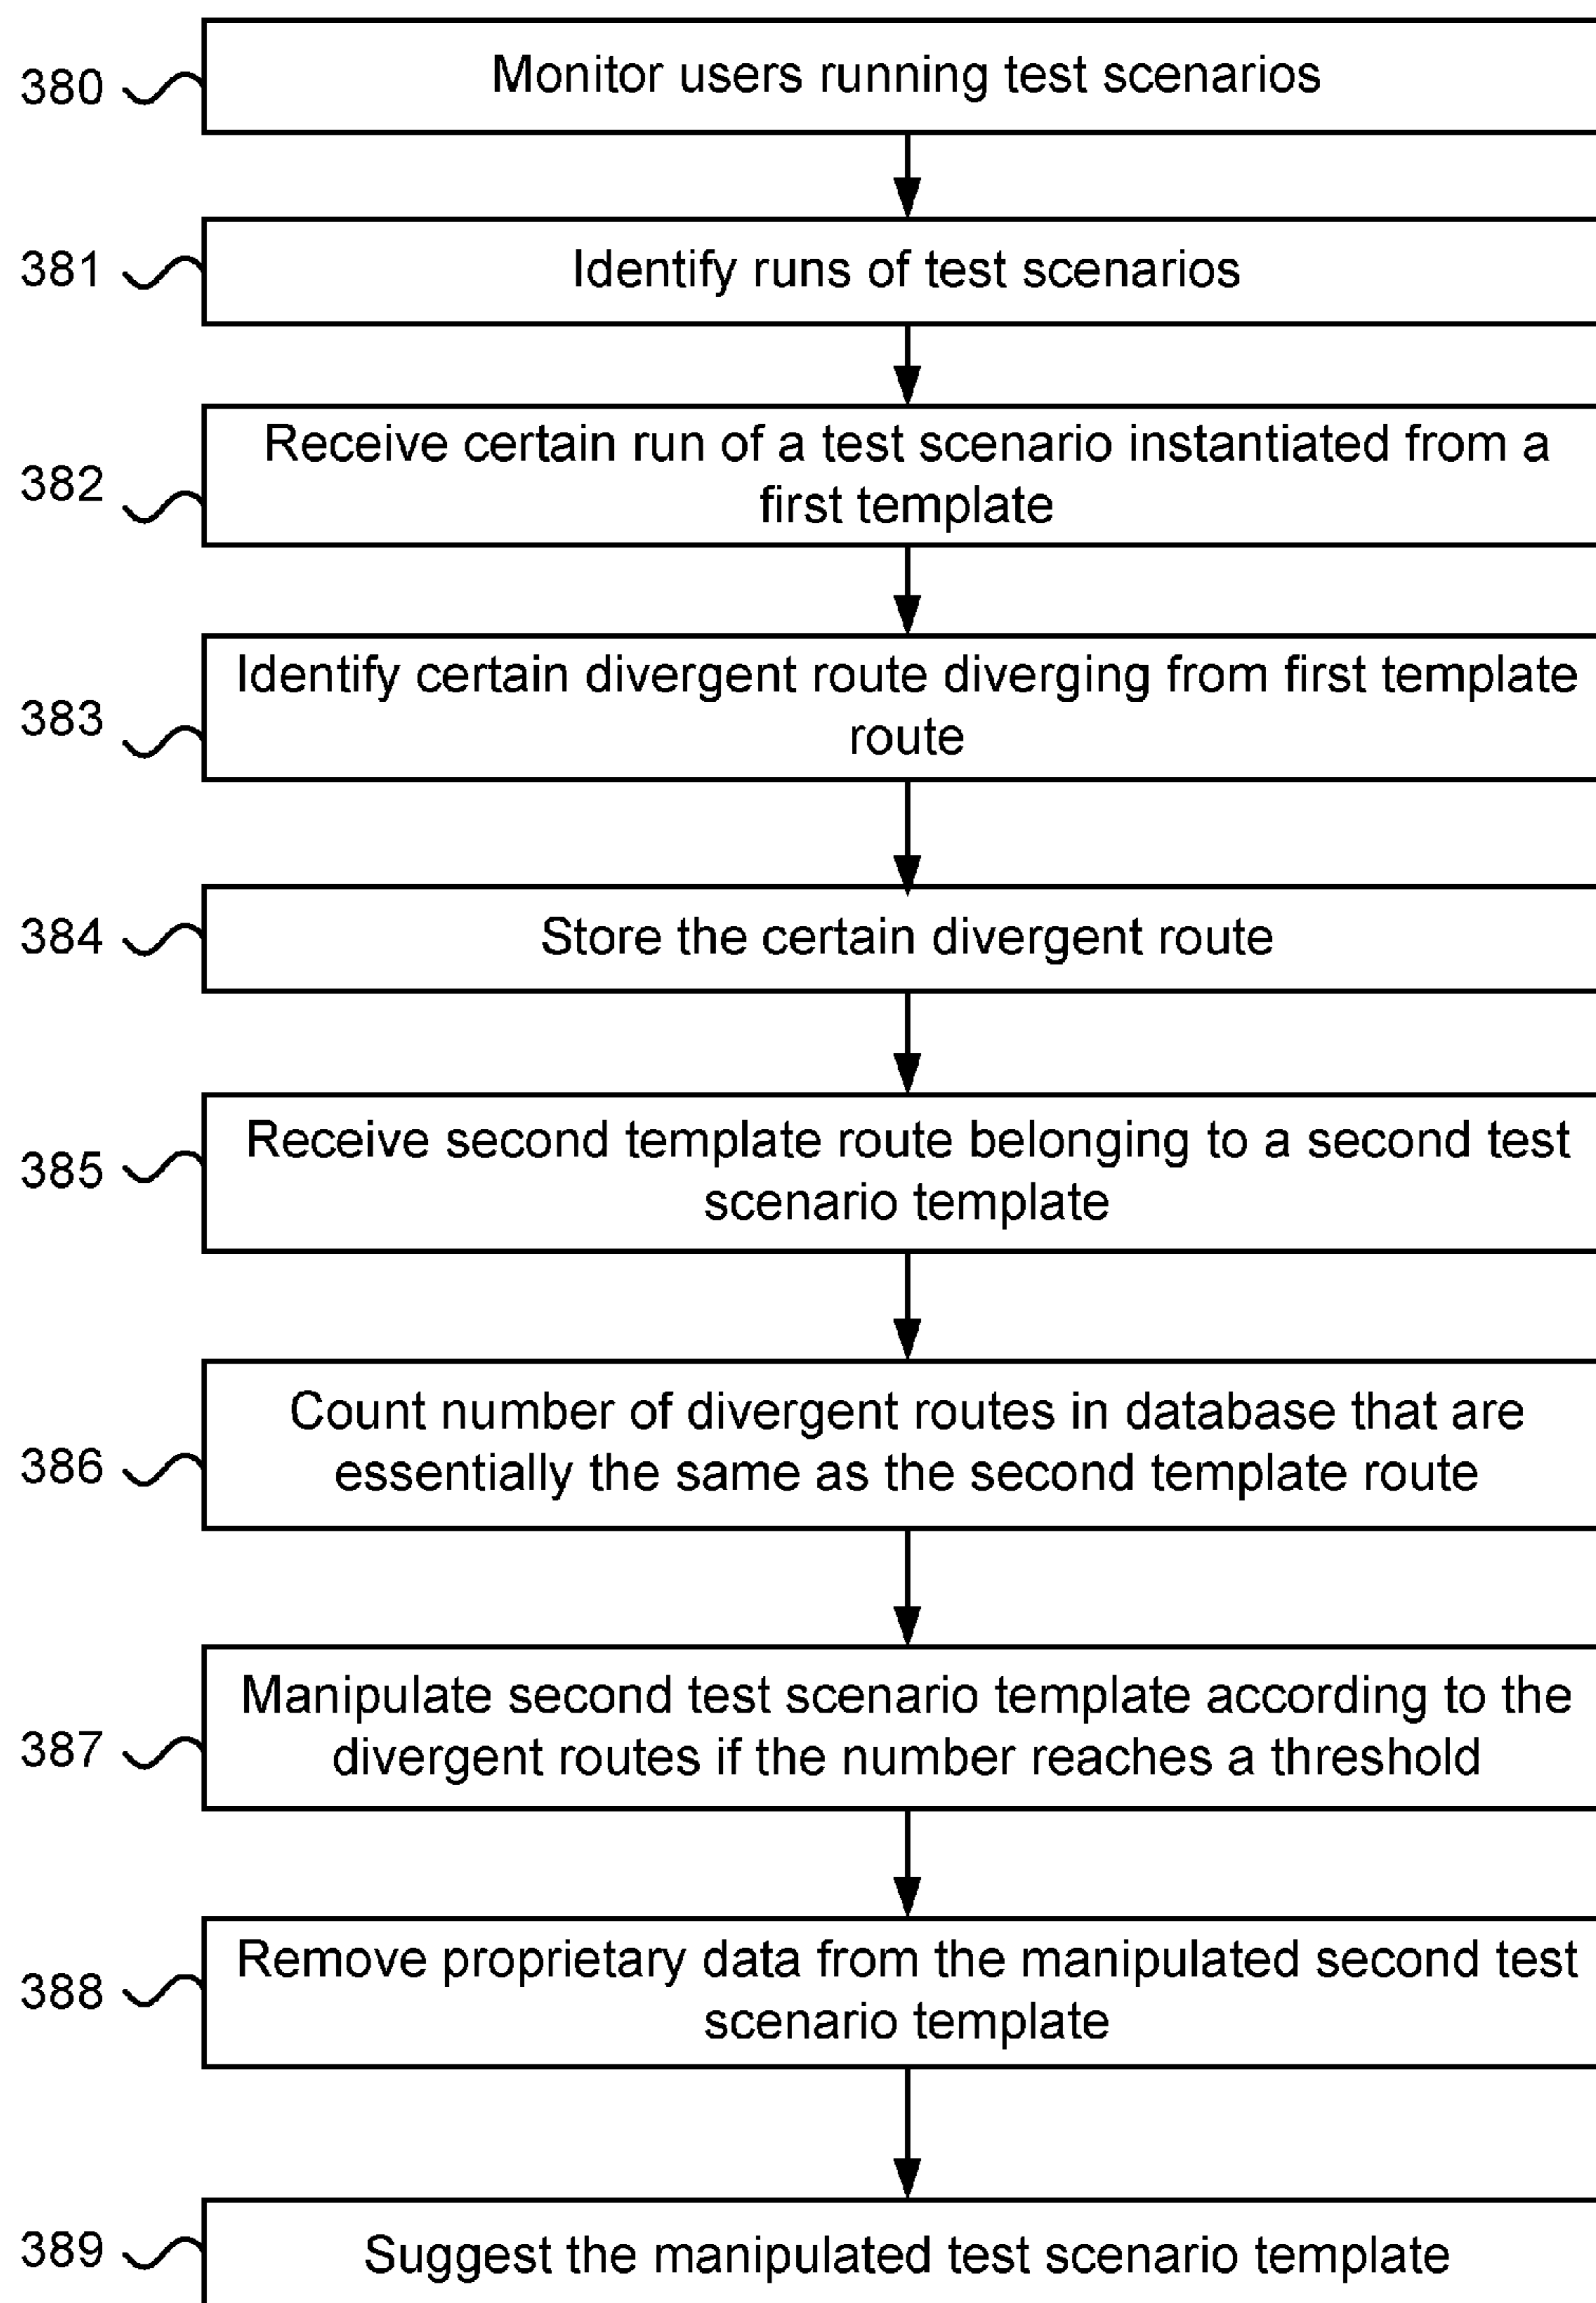 380
Monitor users running test scenarios
381
Identify runs of test scenarios
382
Receive certain run of a test scenario instantiated from a
first template
383
Identify certain divergent route diverging from first template
route
384
Store the certain divergent route
385
Receive second template route belonging to a second test
scenario template
386
Count number of divergent routes in database that are
essentially the same as the second template route
387
Manipulate second test scenario template according to the
divergent routes if the number reaches a threshold
388
Remove proprietary data from the manipulated second test
scenario template
389
Suggest the manipulated test scenario template